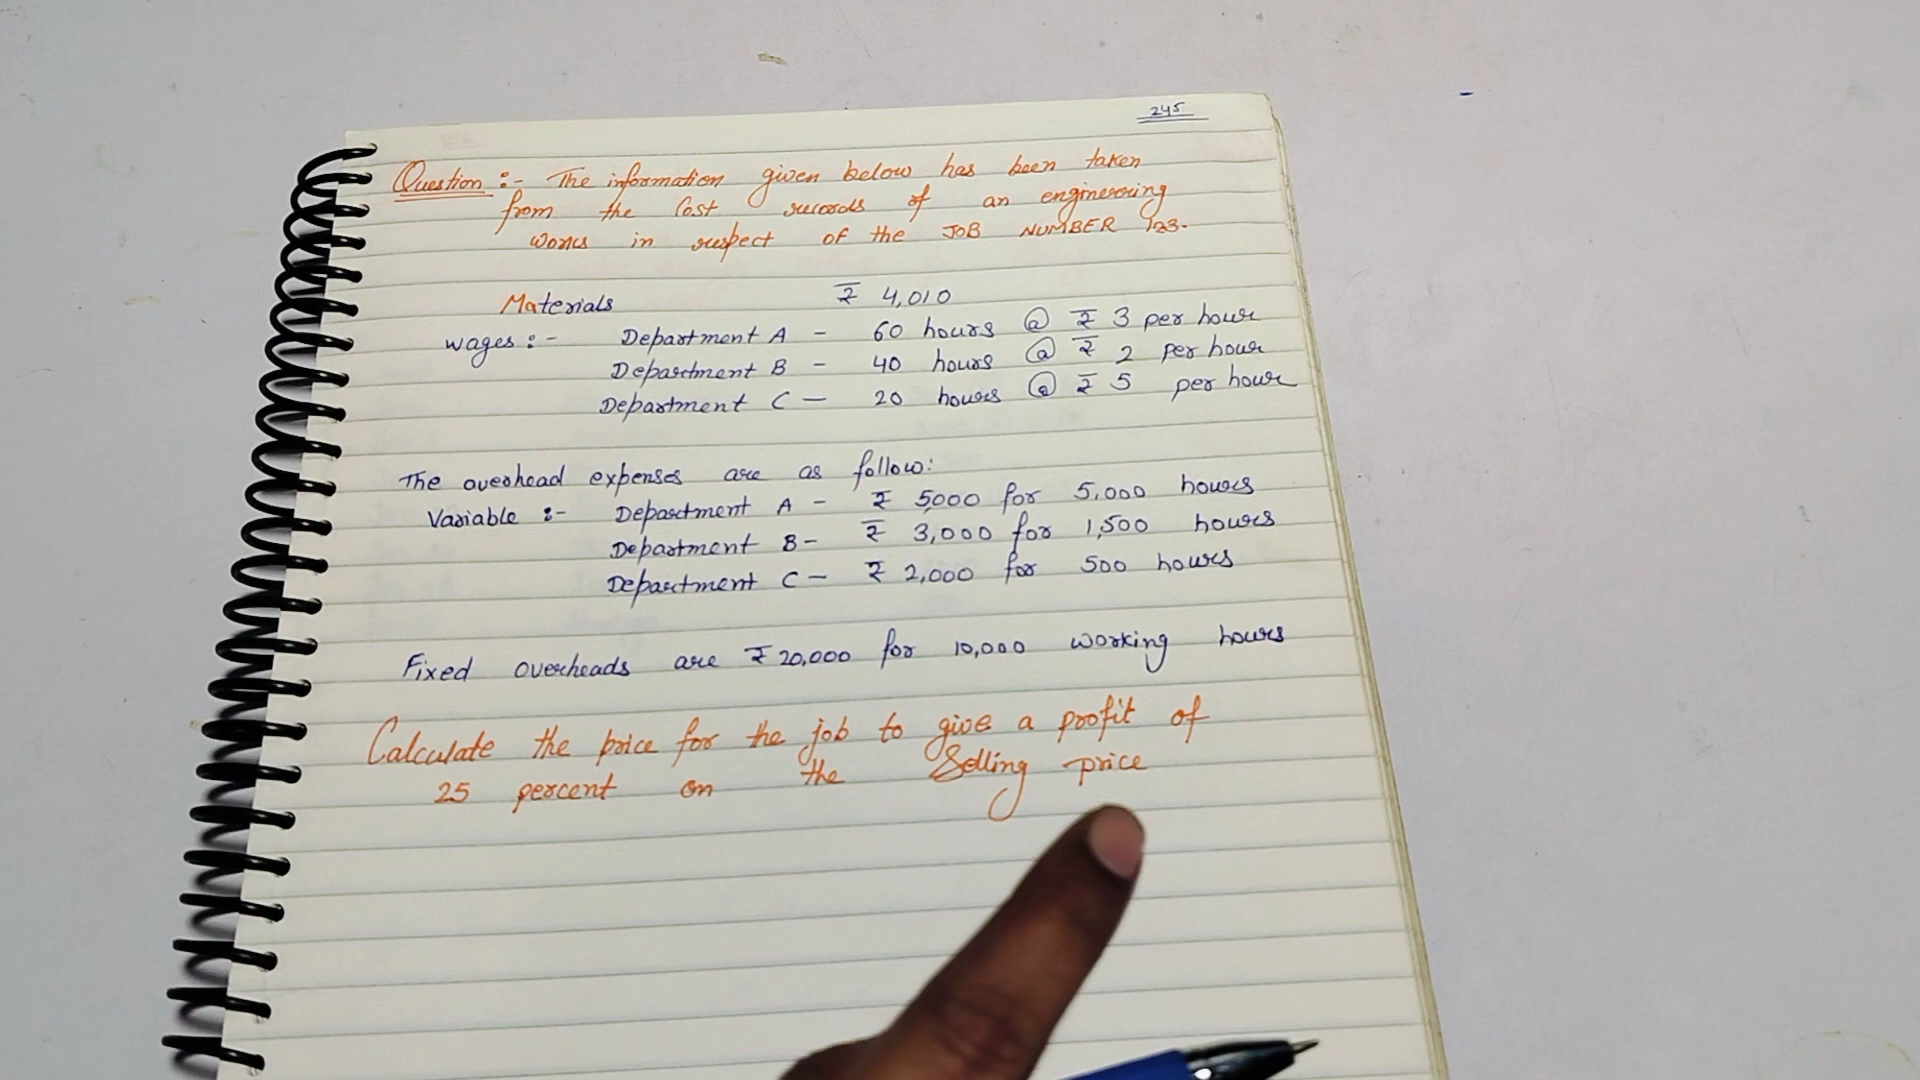 245
Question :- The information given below has been taken
from the Cost records of an engineering
works in respect of the JOB NUMBER 123.
Materials ₹ 4,010
Wages :- Department A - 60 hours @ ₹ 3 per hour
Department B - 40 hours @ ₹ 2 per hour
Department C - 20 hours @ ₹ 5 per hour
The overhead expenses are as follow:
Variable :- Department A - ₹ 5,000 for 5,000 hours
Department B- ₹ 3,000 for 1,500 hours
Department C- ₹ 2,000 for 500 hours
Fixed overheads are ₹ 20,000 for 10,000 working hours
Calculate the price for the job to give a profit of
25 percent on the Selling price